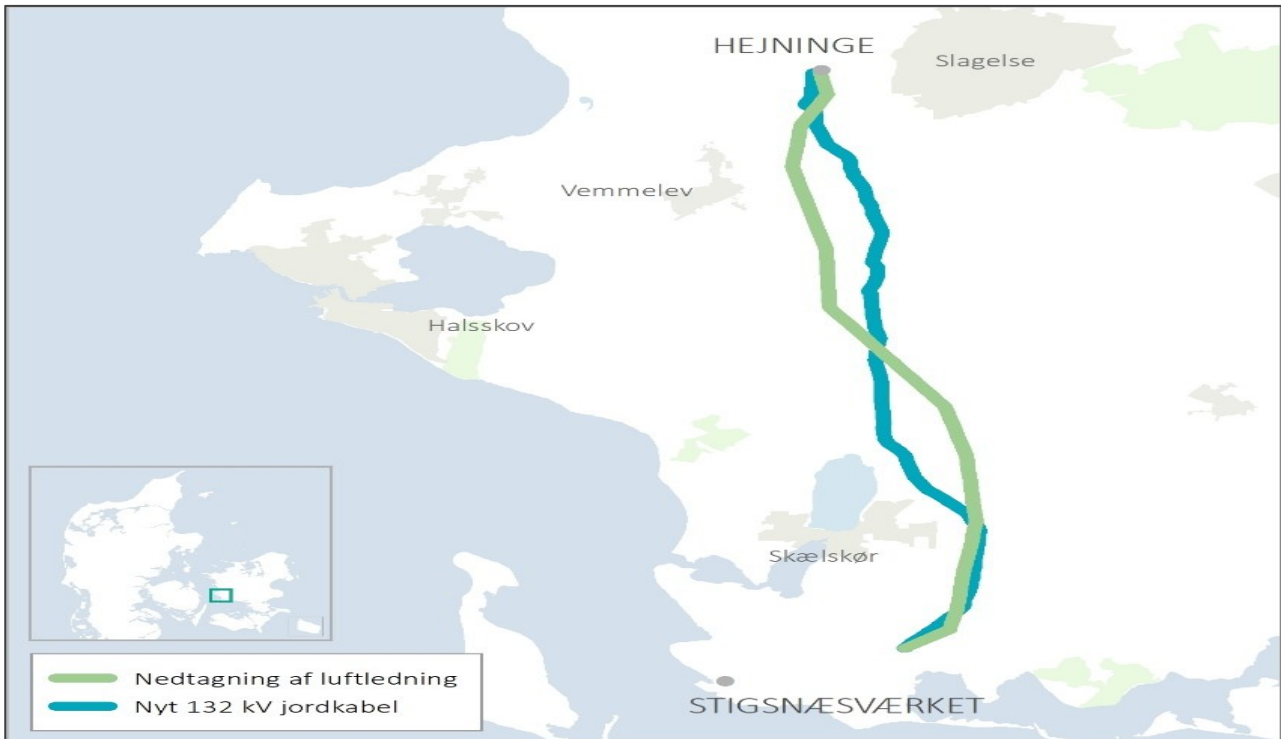 HEJNINGE
Slagelse
Vemmelev
Halsskov
Skælskør
STIGSNÆSVÆRKET
Nedtagning af luftledning
Nyt 132 kV jordkabel